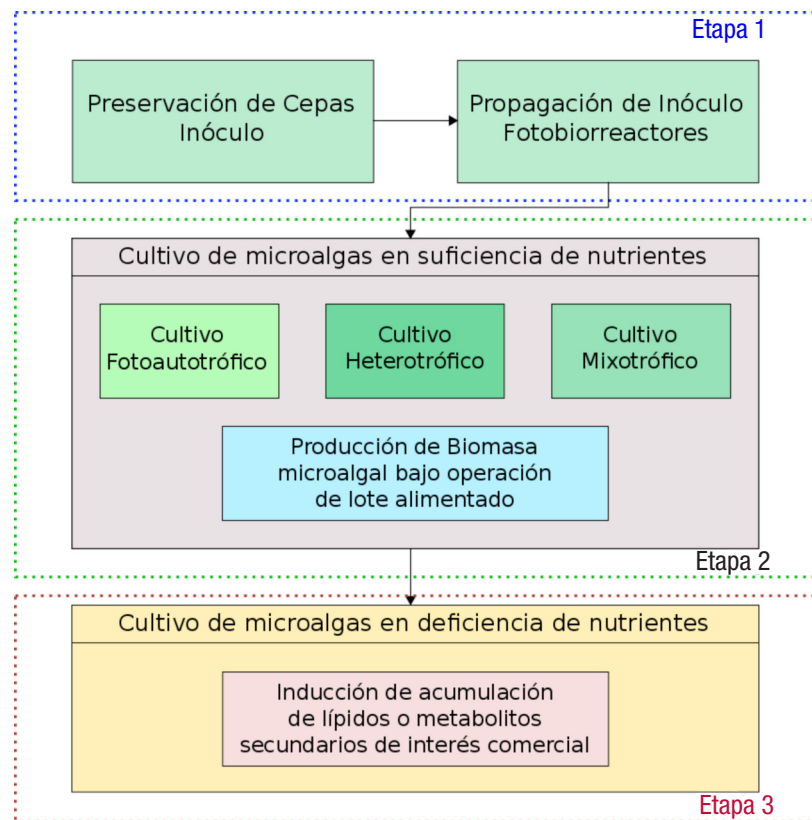 Etapa 1
Preservación de Cepas
Inóculo
Propagación de Inóculo
Fotobiorreactores
Cultivo de microalgas en suficiencia de nutrientes
Cultivo
Fotoautotrófico
Cultivo
Heterotrófico
Cultivo
Mixotrófico
Producción de Biomasa
microalgal bajo operación
de lote alimentado
Etapa 2
Cultivo de microalgas en deficiencia de nutrientes
Inducción de acumulación
de lípidos o metabolitos
secundarios de interés comercial
Etapa 3